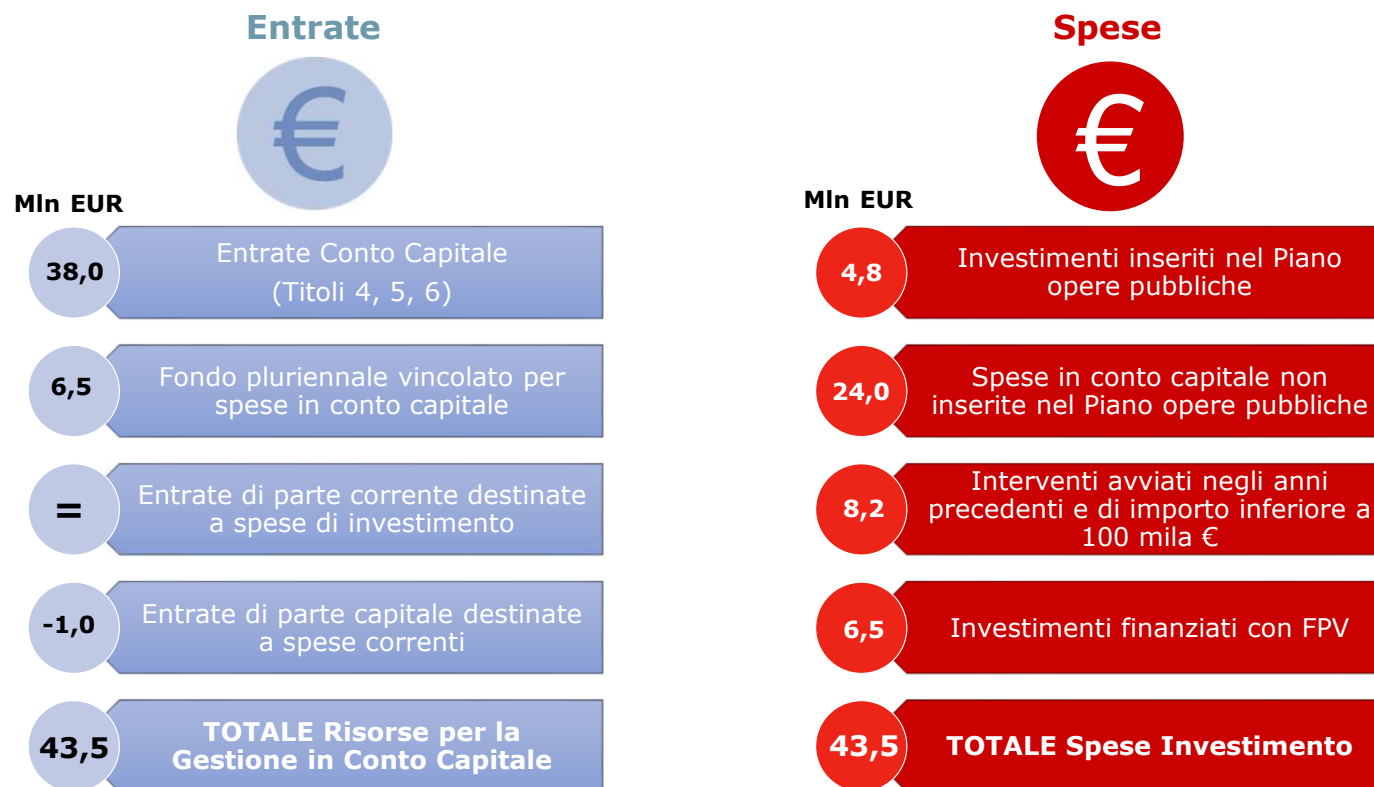 Entrate
€
Mln EUR
38,0
Entrate Conto Capitale
(Titoli 4, 5, 6)
6,5
Fondo pluriennale vincolato per
spese in conto capitale
=
Entrate di parte corrente destinate
a spese di investimento
-1,0
Entrate di parte capitale destinate
a spese correnti
43,5
TOTALE Risorse per la
Gestione in Conto Capitale
Spese
€
Mln EUR
4,8
Investimenti inseriti nel Piano
opere pubbliche
24,0
Spese in conto capitale non
inserite nel Piano opere pubbliche
8,2
Interventi avviati negli anni
precedenti e di importo inferiore a
100 mila €
6,5
Investimenti finanziati con FPV
43,5
TOTALE Spese Investimento